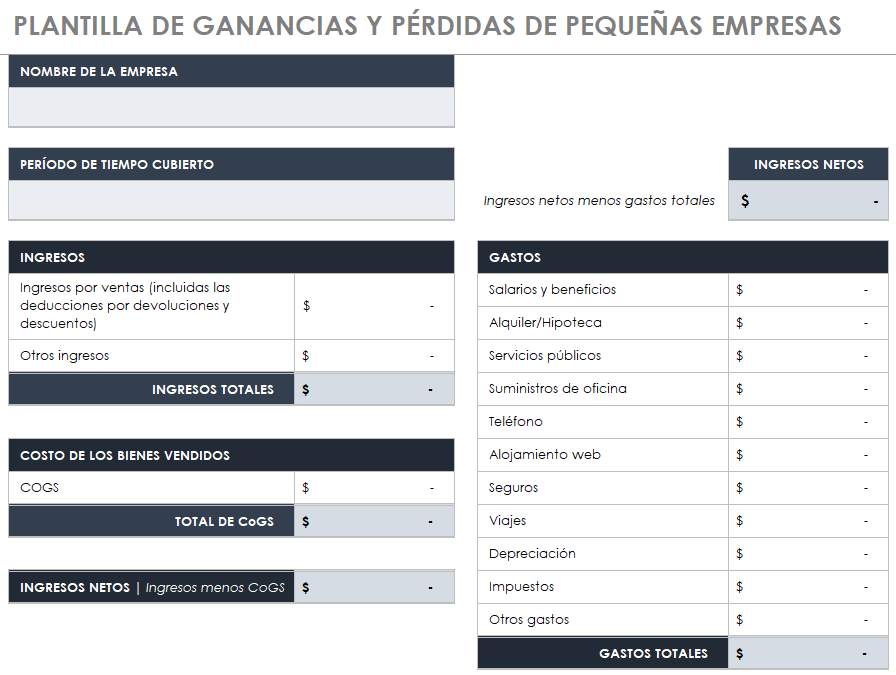 PLANTILLA DE GANANCIAS Y PÉRDIDAS DE PEQUEÑAS EMPRESAS
NOMBRE DE LA EMPRESA
PERÍODO DE TIEMPO CUBIERTO
INGRESOS NETOS
Ingresos netos menos gastos totales $ -
INGRESOS
Ingresos por ventas (incluidas las
deducciones por devoluciones y
descuentos) $ -
Otros ingresos $ -
INGRESOS TOTALES $ -
COSTO DE LOS BIENES VENDIDOS
COGS $ -
TOTAL DE CoGS $ -
INGRESOS NETOS | Ingresos menos CoGS $ -
GASTOS
Salarios y beneficios $ -
Alquiler/Hipoteca $ -
Servicios públicos $ -
Suministros de oficina $ -
Teléfono $ -
Alojamiento web $ -
Seguros $ -
Viajes $ -
Depreciación $ -
Impuestos $ -
Otros gastos $ -
GASTOS TOTALES $ -